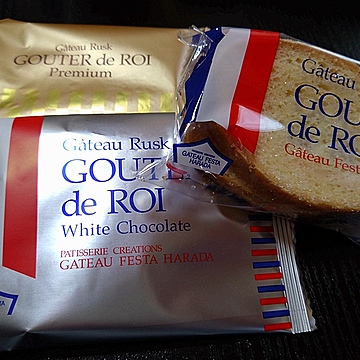 Gâteau Rusk
GOUTER de ROI
Premium
Gâteau
GOU
de RO
Gâteau Fest
GATEAU FESTA
HARADA
Gâteau Rusk
GOUTE
de ROI
White Chocolate
PATISSERIE CREATIONS
GATEAU FESTA HARADA